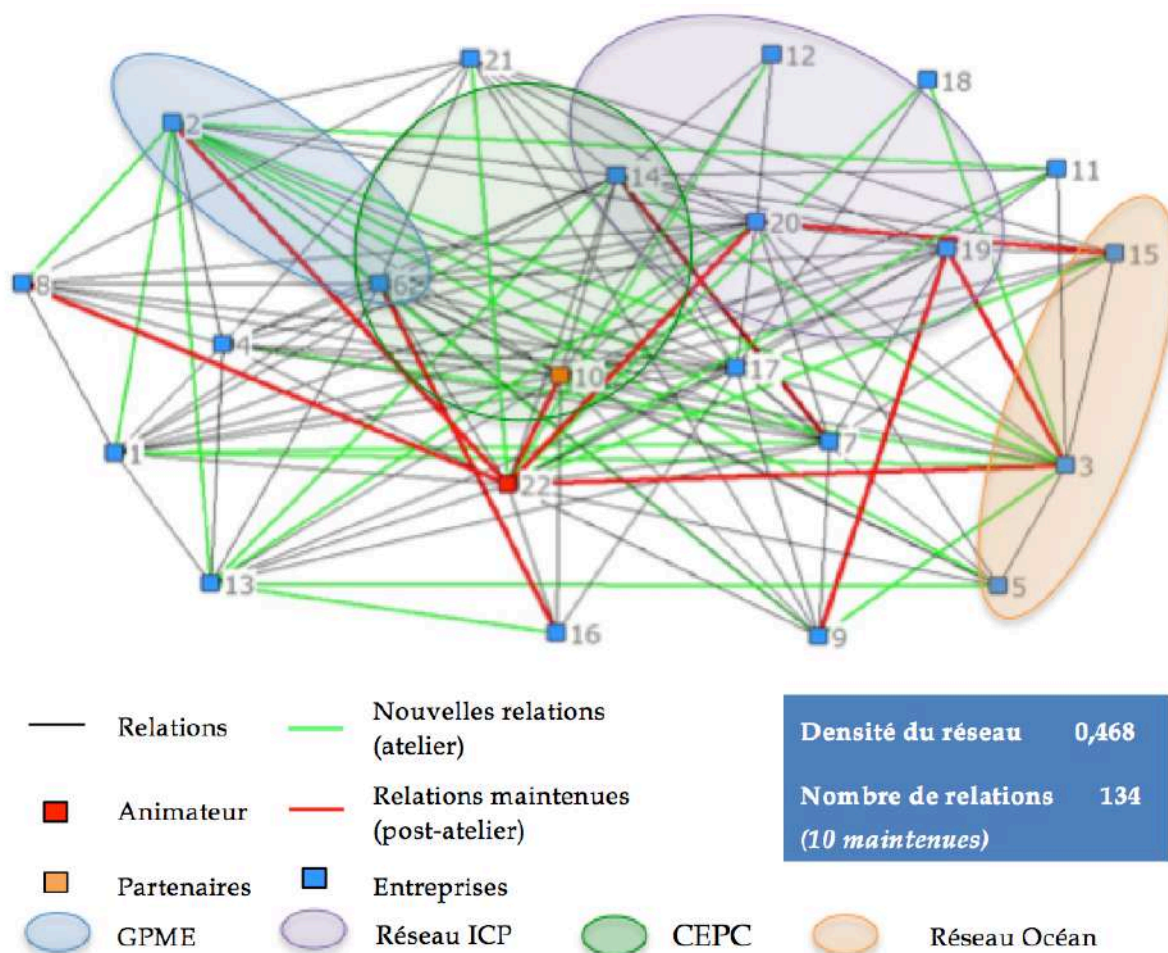 21
12
18
2
14
11
20
19
15
8
6
4
10
17
1
7
3
22
13
5
16
9
Relations
Nouvelles relations
(atelier)
Animateur
Relations maintenues
(post-atelier)
Partenaires
Entreprises
GPME
Réseau ICP
CEPC
Réseau Océan
Densité du réseau 0,468
Nombre de relations 134
(10 maintenues)